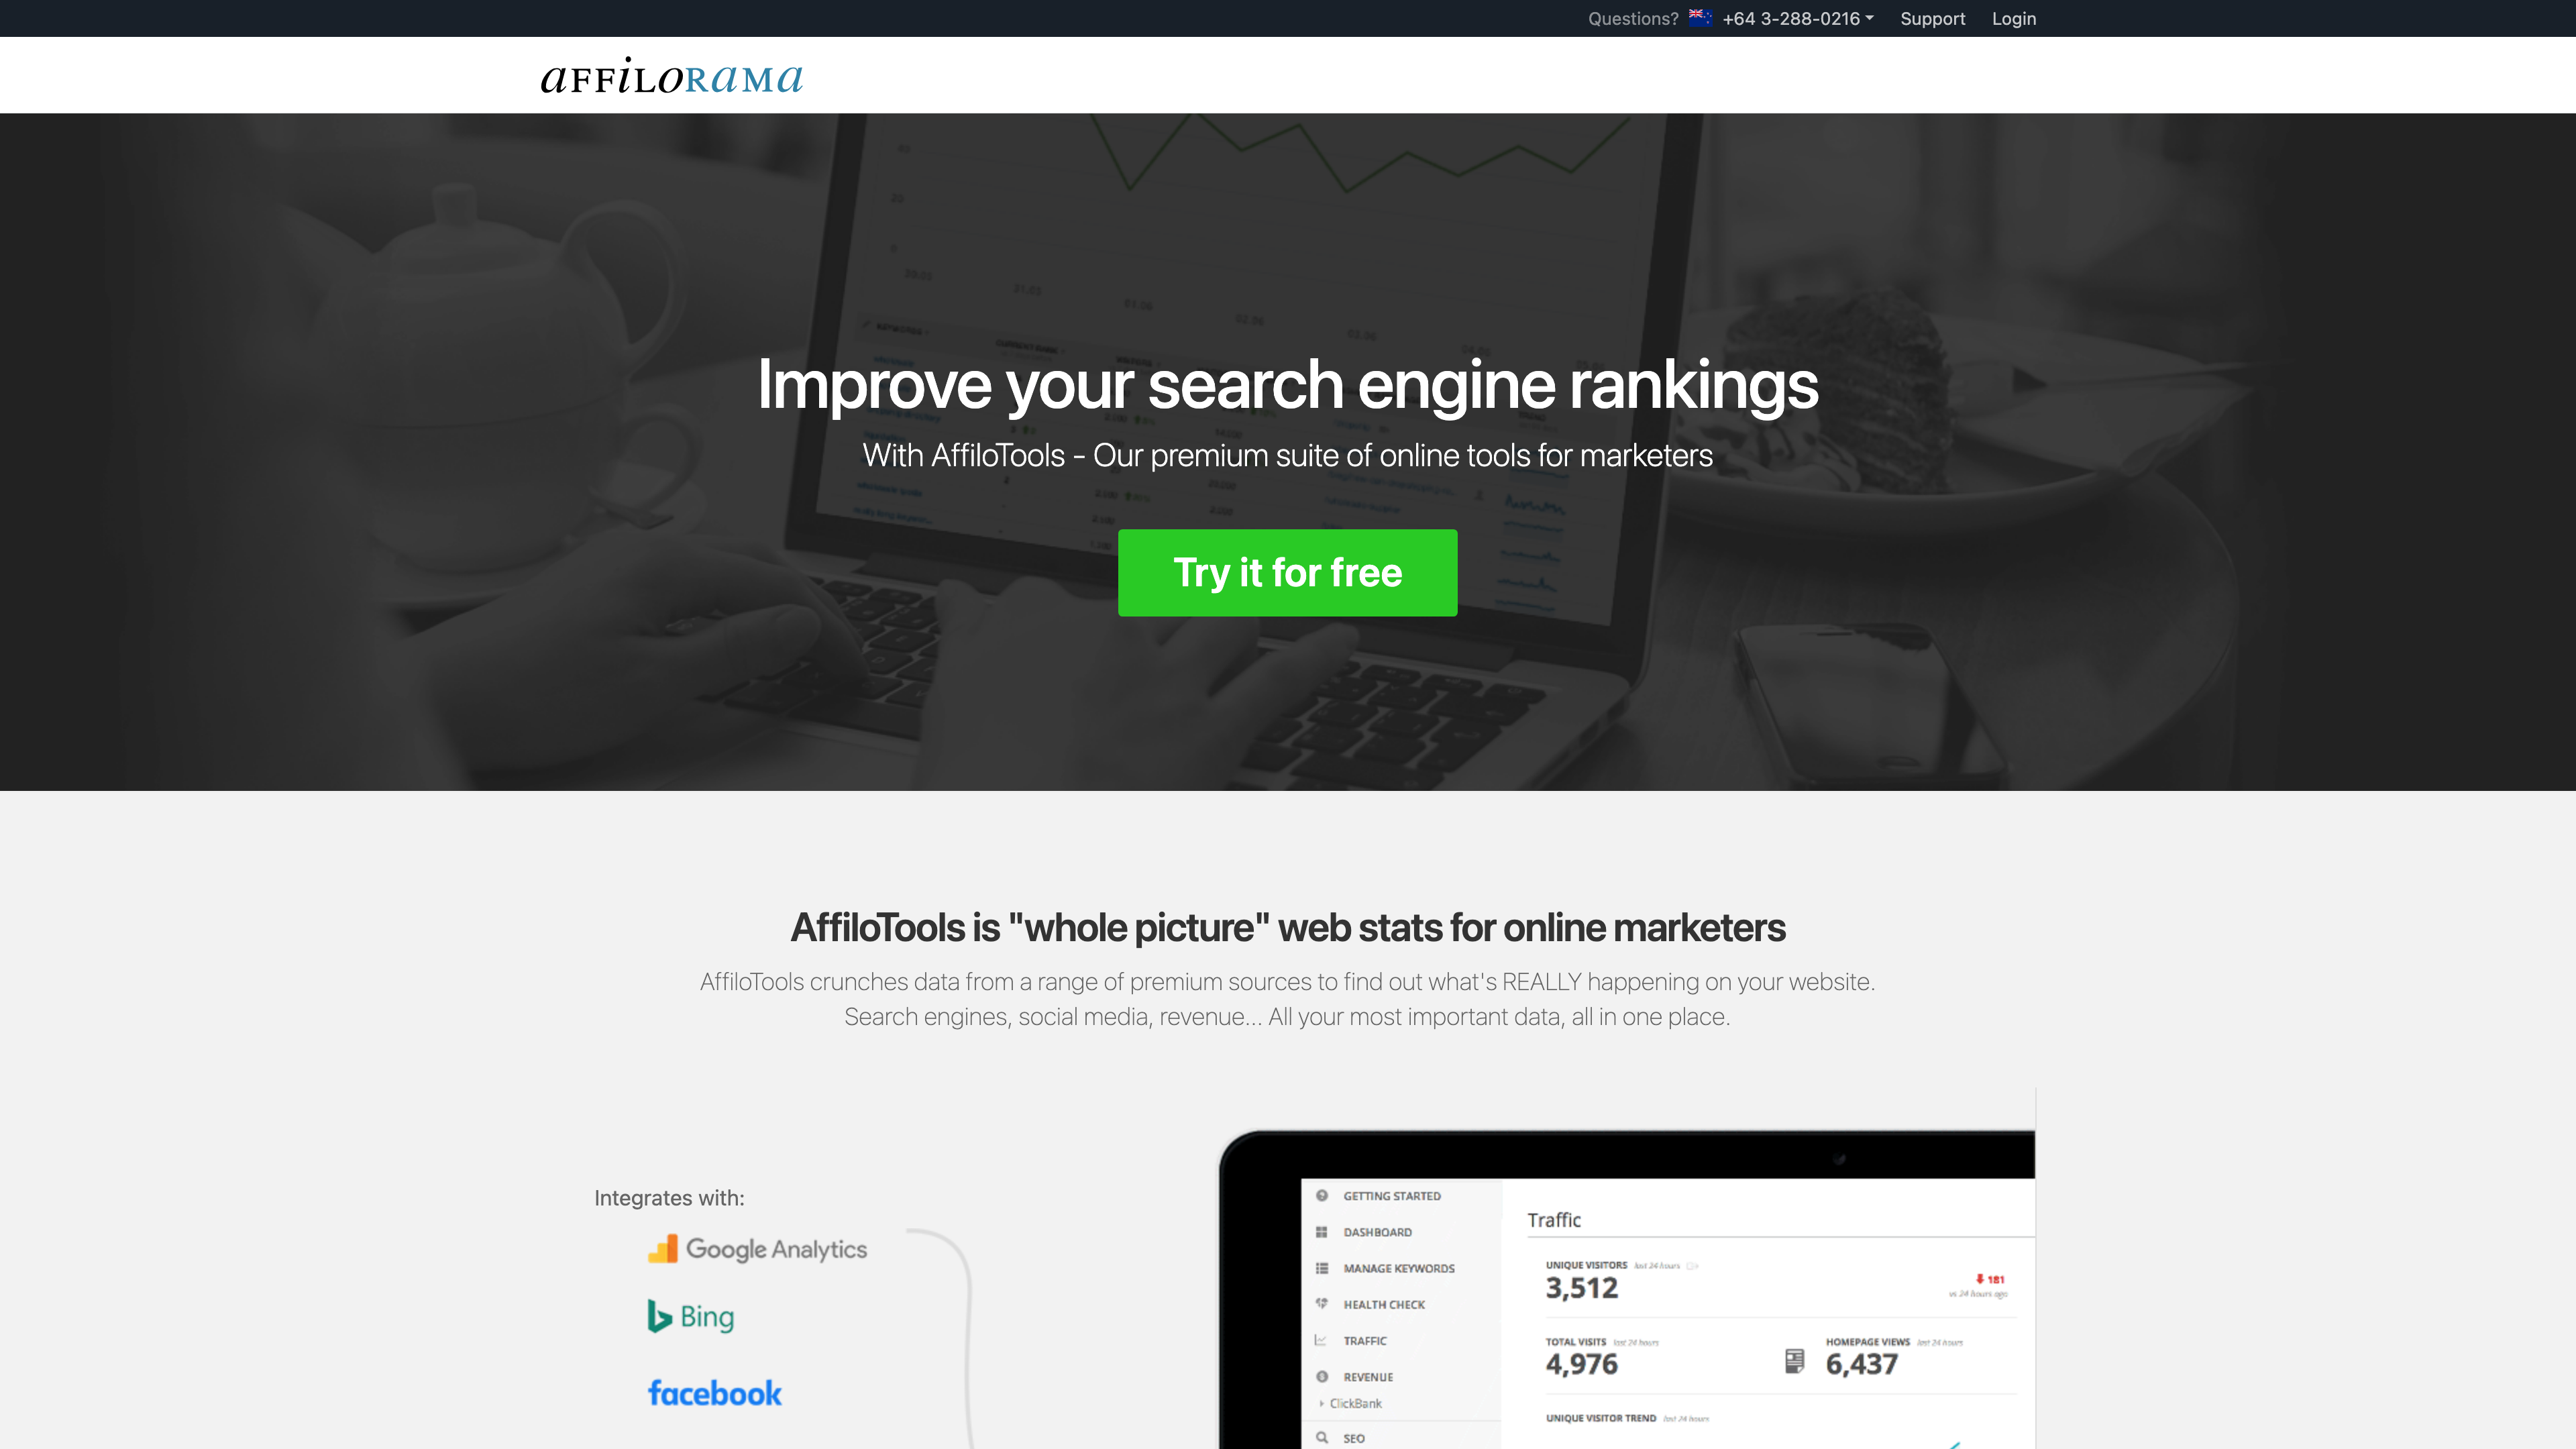 Questions? +64 3-288-0216 Support Login
aFFiLoRama
Improve your search engine rankings
With AffiloTools - Our premium suite of online tools for marketers
Try it for free
AffiloTools is "whole picture" web stats for online marketers
AffiloTools crunches data from a range of premium sources to find out what's REALLY happening on your website.
Search engines, social media, revenue... All your most important data, all in one place.
Integrates with:
Google Analytics
Bing
facebook
GETTING STARTED
DASHBOARD
MANAGE KEYWORDS
HEALTH CHECK
TRAFFIC
REVENUE
ClickBank
SEO
Traffic
UNIQUE VISITORS last 24 hours
3,512
181
vs 24 hours ago
TOTAL VISITS last 24 hours
4,976
HOMEPAGE VIEWS last 24 hours
6,437
UNIQUE VISITOR TREND last 24 hours